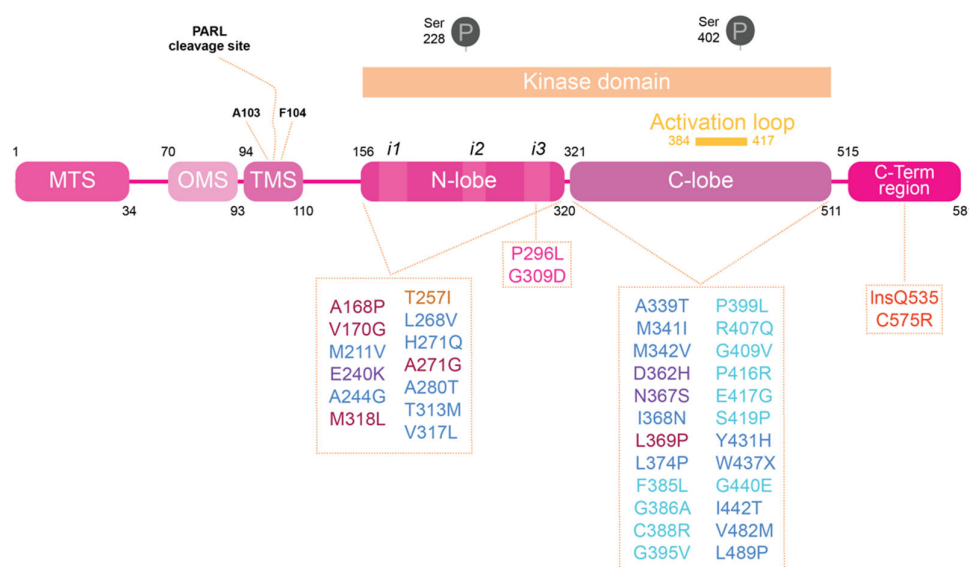 Ser
228
P
Ser
402
P
PARL
cleavage site
Kinase domain
A103
F104
Activation loop
384
417
1
70
94
156
i1
i2
i3
321
515
MTS
OMS
TMS
N-lobe
C-lobe
C-Term
region
34
93
110
320
511
58
P296L
G309D
A168P
V170G
M211V
E240K
A244G
M318L
T257I
L268V
H271Q
A271G
A280T
T313M
V317L
A339T
M341I
M342V
D362H
N367S
I368N
L369P
L374P
F385L
G386A
C388R
G395V
P399L
R407Q
G409V
P416R
E417G
S419P
Y431H
W437X
G440E
I442T
V482M
L489P
InsQ535
C575R